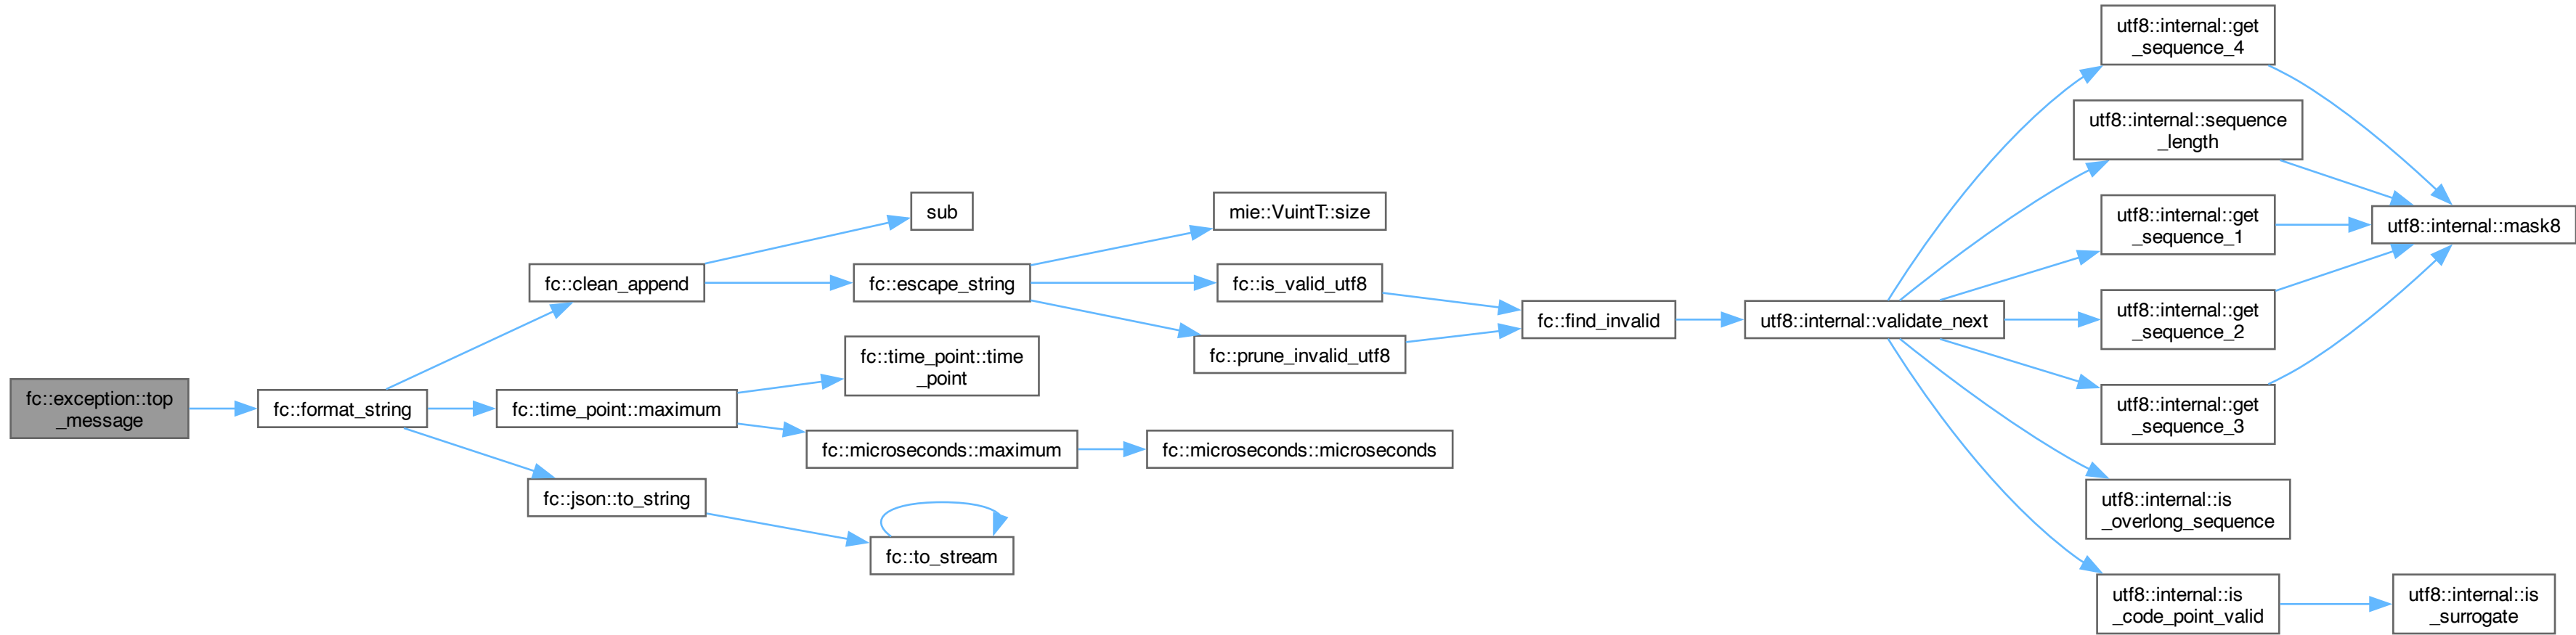 fc::exception::top
_message
fc::format_string
fc::clean_append
sub
fc::escape_string
mie::VuintT::size
fc::is_valid_utf8
fc::prune_invalid_utf8
fc::find_invalid
utf8::internal::validate_next
utf8::internal::get
_sequence_4
utf8::internal::sequence
_length
utf8::internal::get
_sequence_1
utf8::internal::get
_sequence_2
utf8::internal::get
_sequence_3
utf8::internal::mask8
utf8::internal::is
_overlong_sequence
utf8::internal::is
_code_point_valid
utf8::internal::is
_surrogate
fc::time_point::maximum
fc::time_point::time
_point
fc::microseconds::maximum
fc::microseconds::microseconds
fc::json::to_string
fc::to_stream